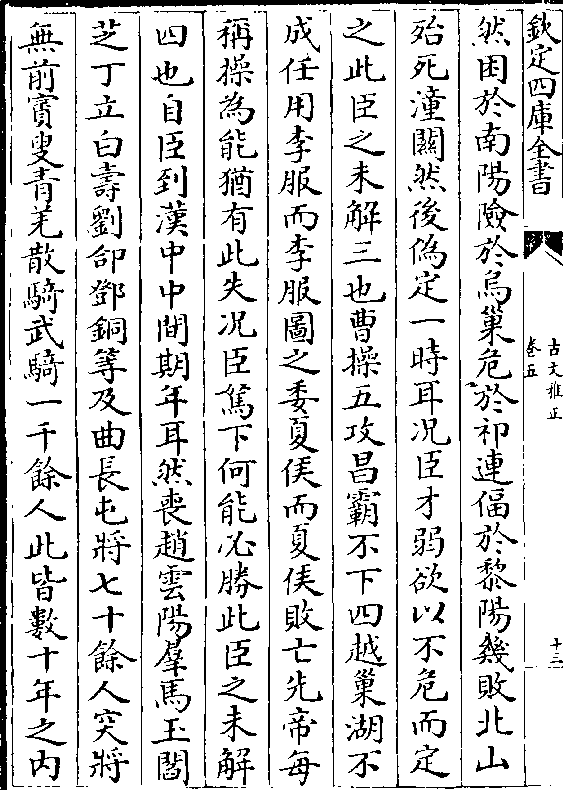 欽定四庫全書
古文雅正
卷五
十三
然困於南陽險於烏巢危於祁連偪於黎陽幾敗北山
殆死潼關然後偽定一時耳況臣才弱欲以不危而定
之此臣之未解三也曹操五攻昌霸不下四越巢湖不
成任用李服而李服圖之委夏侯而夏侯敗亡先帝每
稱操為能猶有此失况臣駑下何能必勝此臣之未解
四也自臣到漢中中間期年耳然喪趙雲陽羣馬玉閻
芝丁立白壽劉郃鄧銅等及曲長屯將七十餘人突將
無前賨叟青羌散騎武騎一千餘人此皆數十年之内